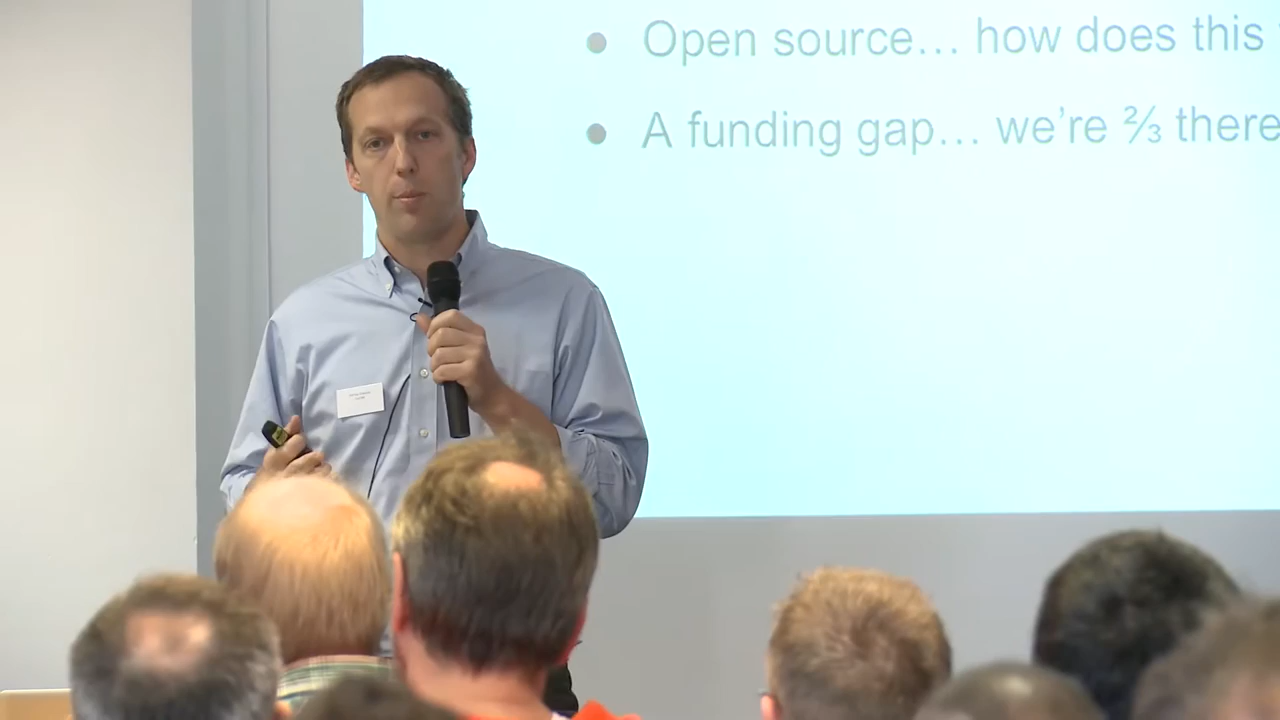 ● Open source… how does this
● A funding gap… we’re ⅔ there